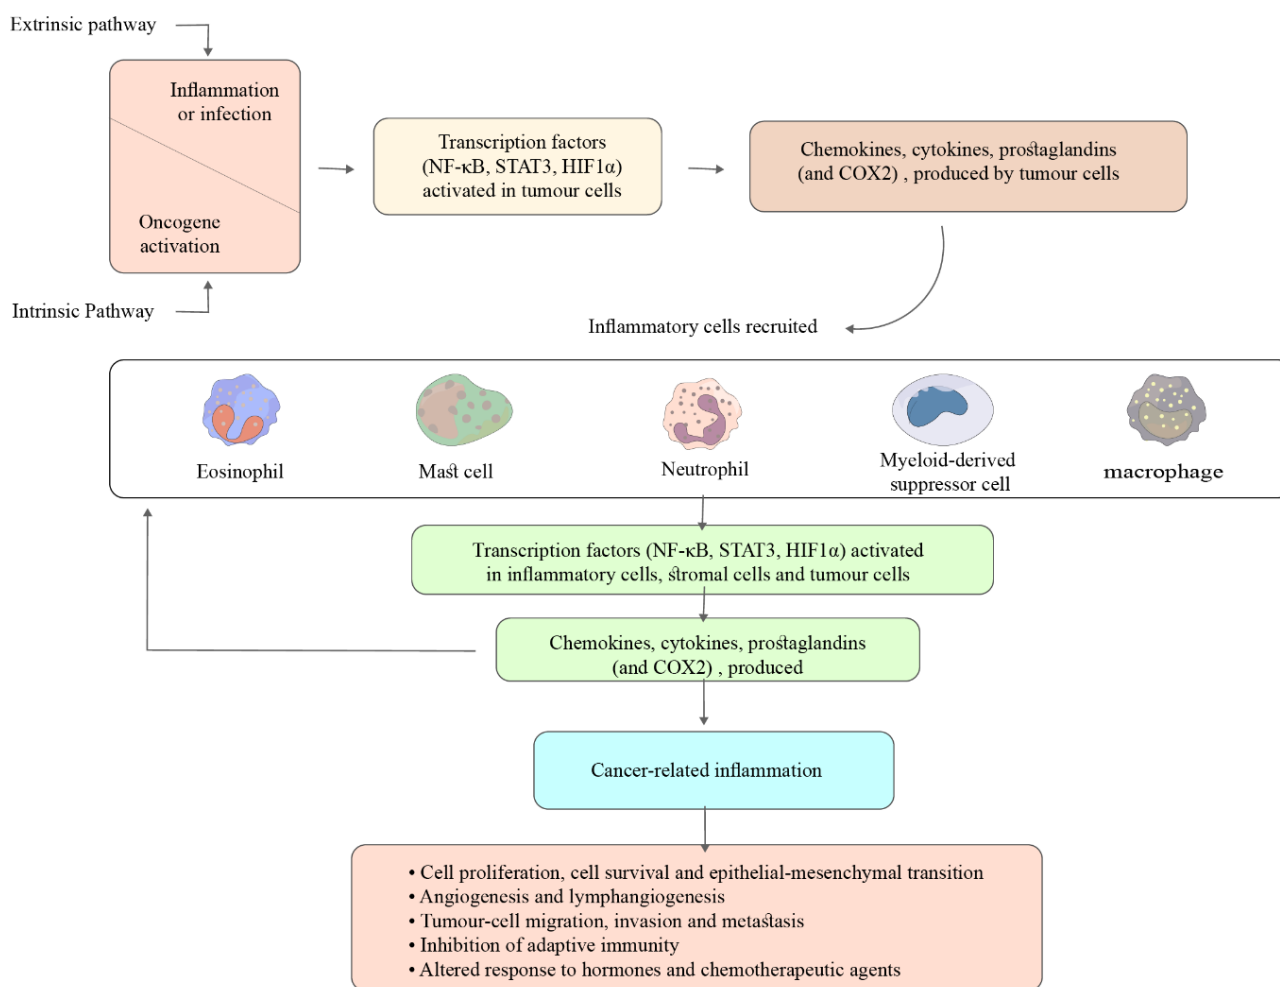 Extrinsic pathway
Inflammation
or infection
Oncogene
activation
Intrinsic Pathway
Transcription factors
(NF-κB, STAT3, HIF1α)
activated in tumour cells
Chemokines, cytokines, prostaglandins
(and COX2) , produced by tumour cells
Inflammatory cells recruited
Eosinophil
Mast cell
Neutrophil
Myeloid-derived
suppressor cell
macrophage
Transcription factors (NF-κB, STAT3, HIF1α) activated
in inflammatory cells, stromal cells and tumour cells
Chemokines, cytokines, prostaglandins
(and COX2) , produced
Cancer-related inflammation
• Cell proliferation, cell survival and epithelial-mesenchymal transition
• Angiogenesis and lymphangiogenesis
• Tumour-cell migration, invasion and metastasis
• Inhibition of adaptive immunity
• Altered response to hormones and chemotherapeutic agents